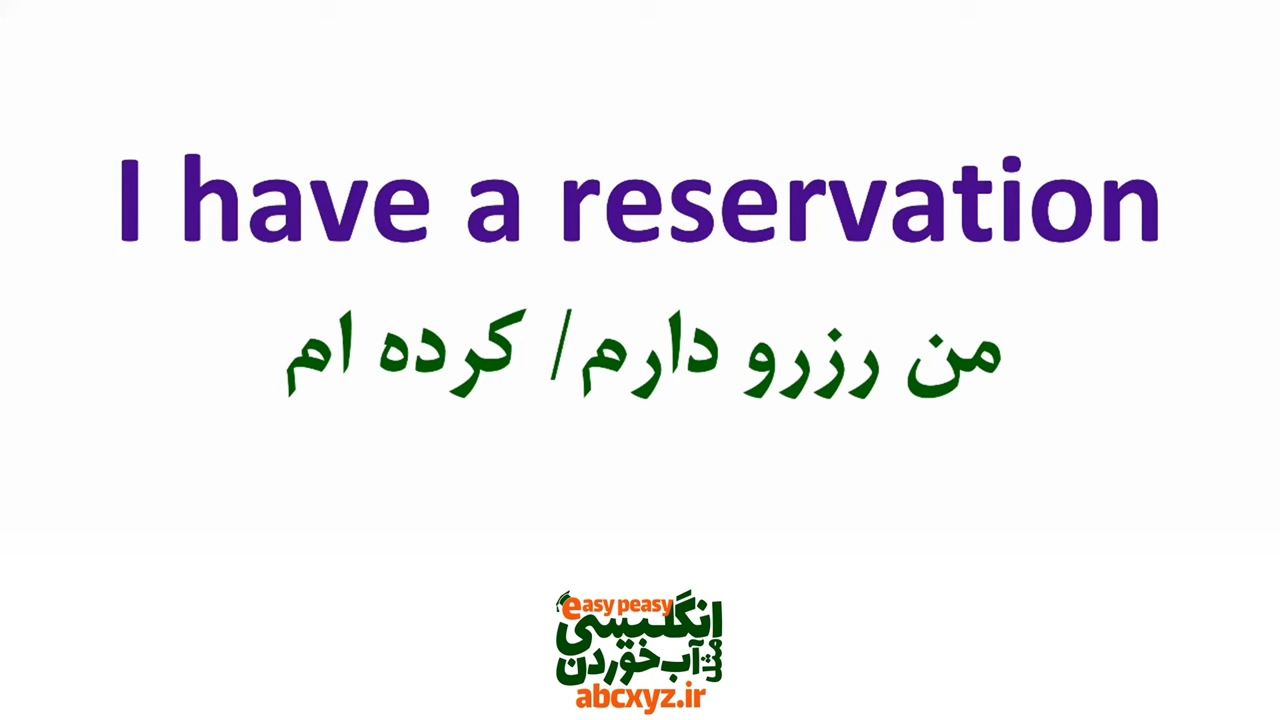 I have a reservation
من رزرو دارم/ کرده ام
easy peasy
انگلیسی
مثل آب خوردن
abcxyz.ir